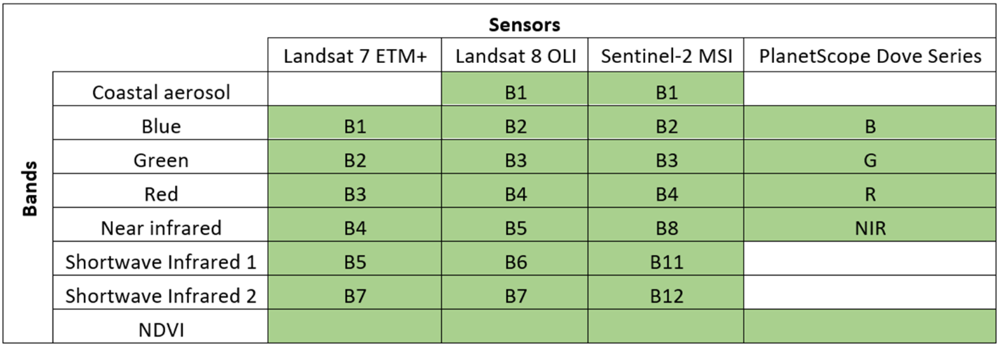 Sensors
Landsat 7 ETM+ Landsat 8 OLI Sentinel-2 MSI PlanetScope Dove Series
Bands
Coastal aerosol B1 B1
Blue B1 B2 B2 B
Green B2 B3 B3 G
Red B3 B4 B4 R
Near infrared B4 B5 B8 NIR
Shortwave Infrared 1 B5 B6 B11
Shortwave Infrared 2 B7 B7 B12
NDVI